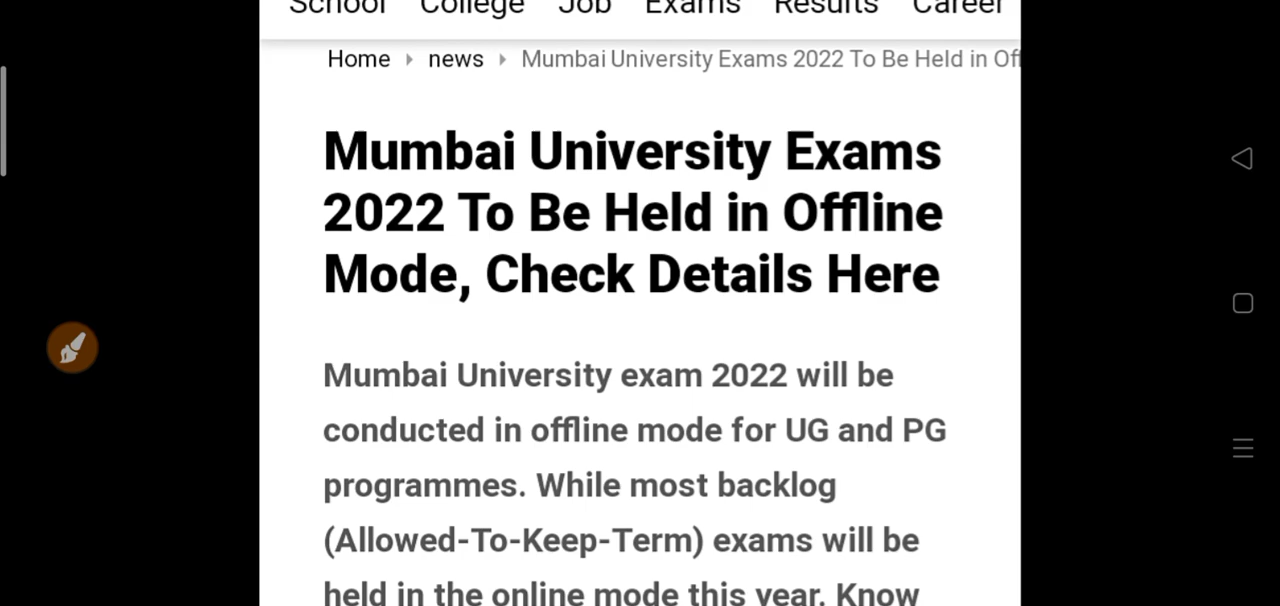 School College Job Exams Results Career
Home news Mumbai University Exams 2022 To Be Held in Off
Mumbai University Exams
2022 To Be Held in Offline
Mode, Check Details Here
Mumbai University exam 2022 will be
conducted in offline mode for UG and PG
programmes. While most backlog
(Allowed-To-Keep-Term) exams will be
held in the online mode this year. Know